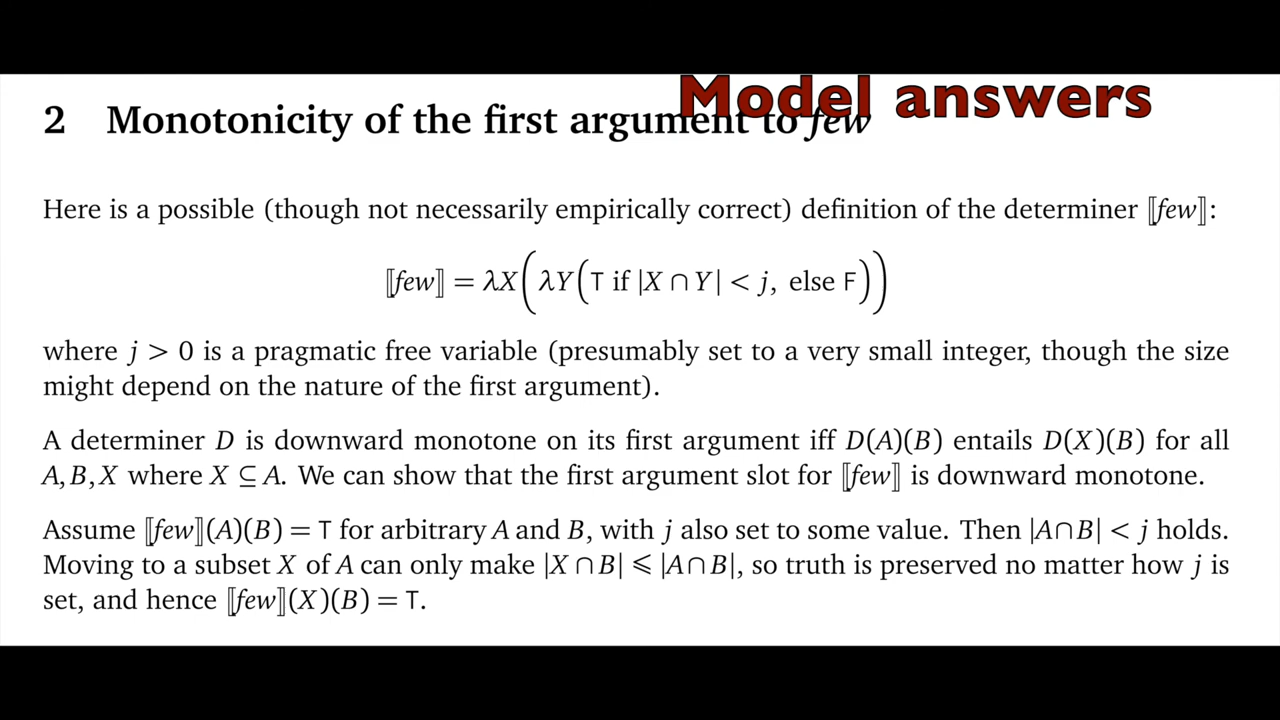 Model answers
2 Monotonicity of the first argument to few
Here is a possible (though not necessarily empirically correct) definition of the determiner ⟦few⟧:
⟦few⟧ = λX(λY(T if |X ∩ Y| < j, else F))
where j > 0 is a pragmatic free variable (presumably set to a very small integer, though the size
might depend on the nature of the first argument).
A determiner D is downward monotone on its first argument iff D(A)(B) entails D(X)(B) for all
A, B, X where X ⊆ A. We can show that the first argument slot for ⟦few⟧ is downward monotone.
Assume ⟦few⟧(A)(B) = T for arbitrary A and B, with j also set to some value. Then |A∩B| < j holds.
Moving to a subset X of A can only make |X ∩ B| ⩽ |A∩B|, so truth is preserved no matter how j is
set, and hence ⟦few⟧(X)(B) = T.